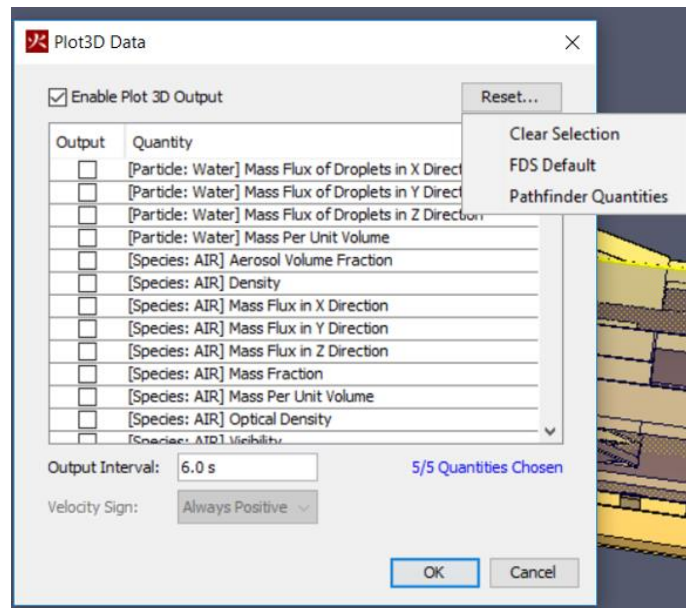 火 Plot3D Data
Enable Plot 3D Output
Reset...
Clear Selection
FDS Default
Pathfinder Quantities
Output Quantity
[Particle: Water] Mass Flux of Droplets in X Direct
[Particle: Water] Mass Flux of Droplets in Y Direct
[Particle: Water] Mass Flux of Droplets in Z Direction
[Particle: Water] Mass Per Unit Volume
[Species: AIR] Aerosol Volume Fraction
[Species: AIR] Density
[Species: AIR] Mass Flux in X Direction
[Species: AIR] Mass Flux in Y Direction
[Species: AIR] Mass Flux in Z Direction
[Species: AIR] Mass Fraction
[Species: AIR] Mass Per Unit Volume
[Species: AIR] Optical Density
[Species: AIR] Visibility
Output Interval: 6.0 s 5/5 Quantities Chosen
Velocity Sign: Always Positive
OK Cancel